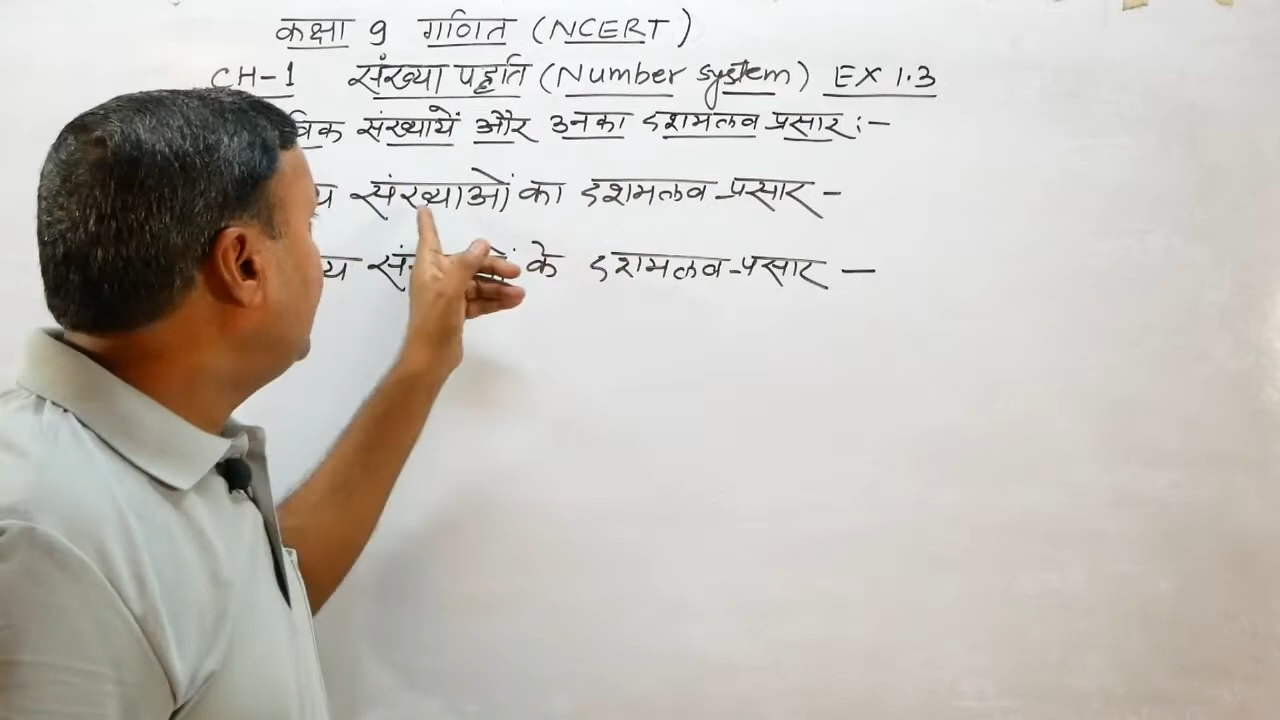 कक्षा 9 गणित (NCERT)
CH-1 संख्या पद्धति (Number system) EX 1.3
संख्यायें और उनका दशमलव प्रसार :-
संख्याओं का दशमलव-प्रसार -
के दशमलव-प्रसार -